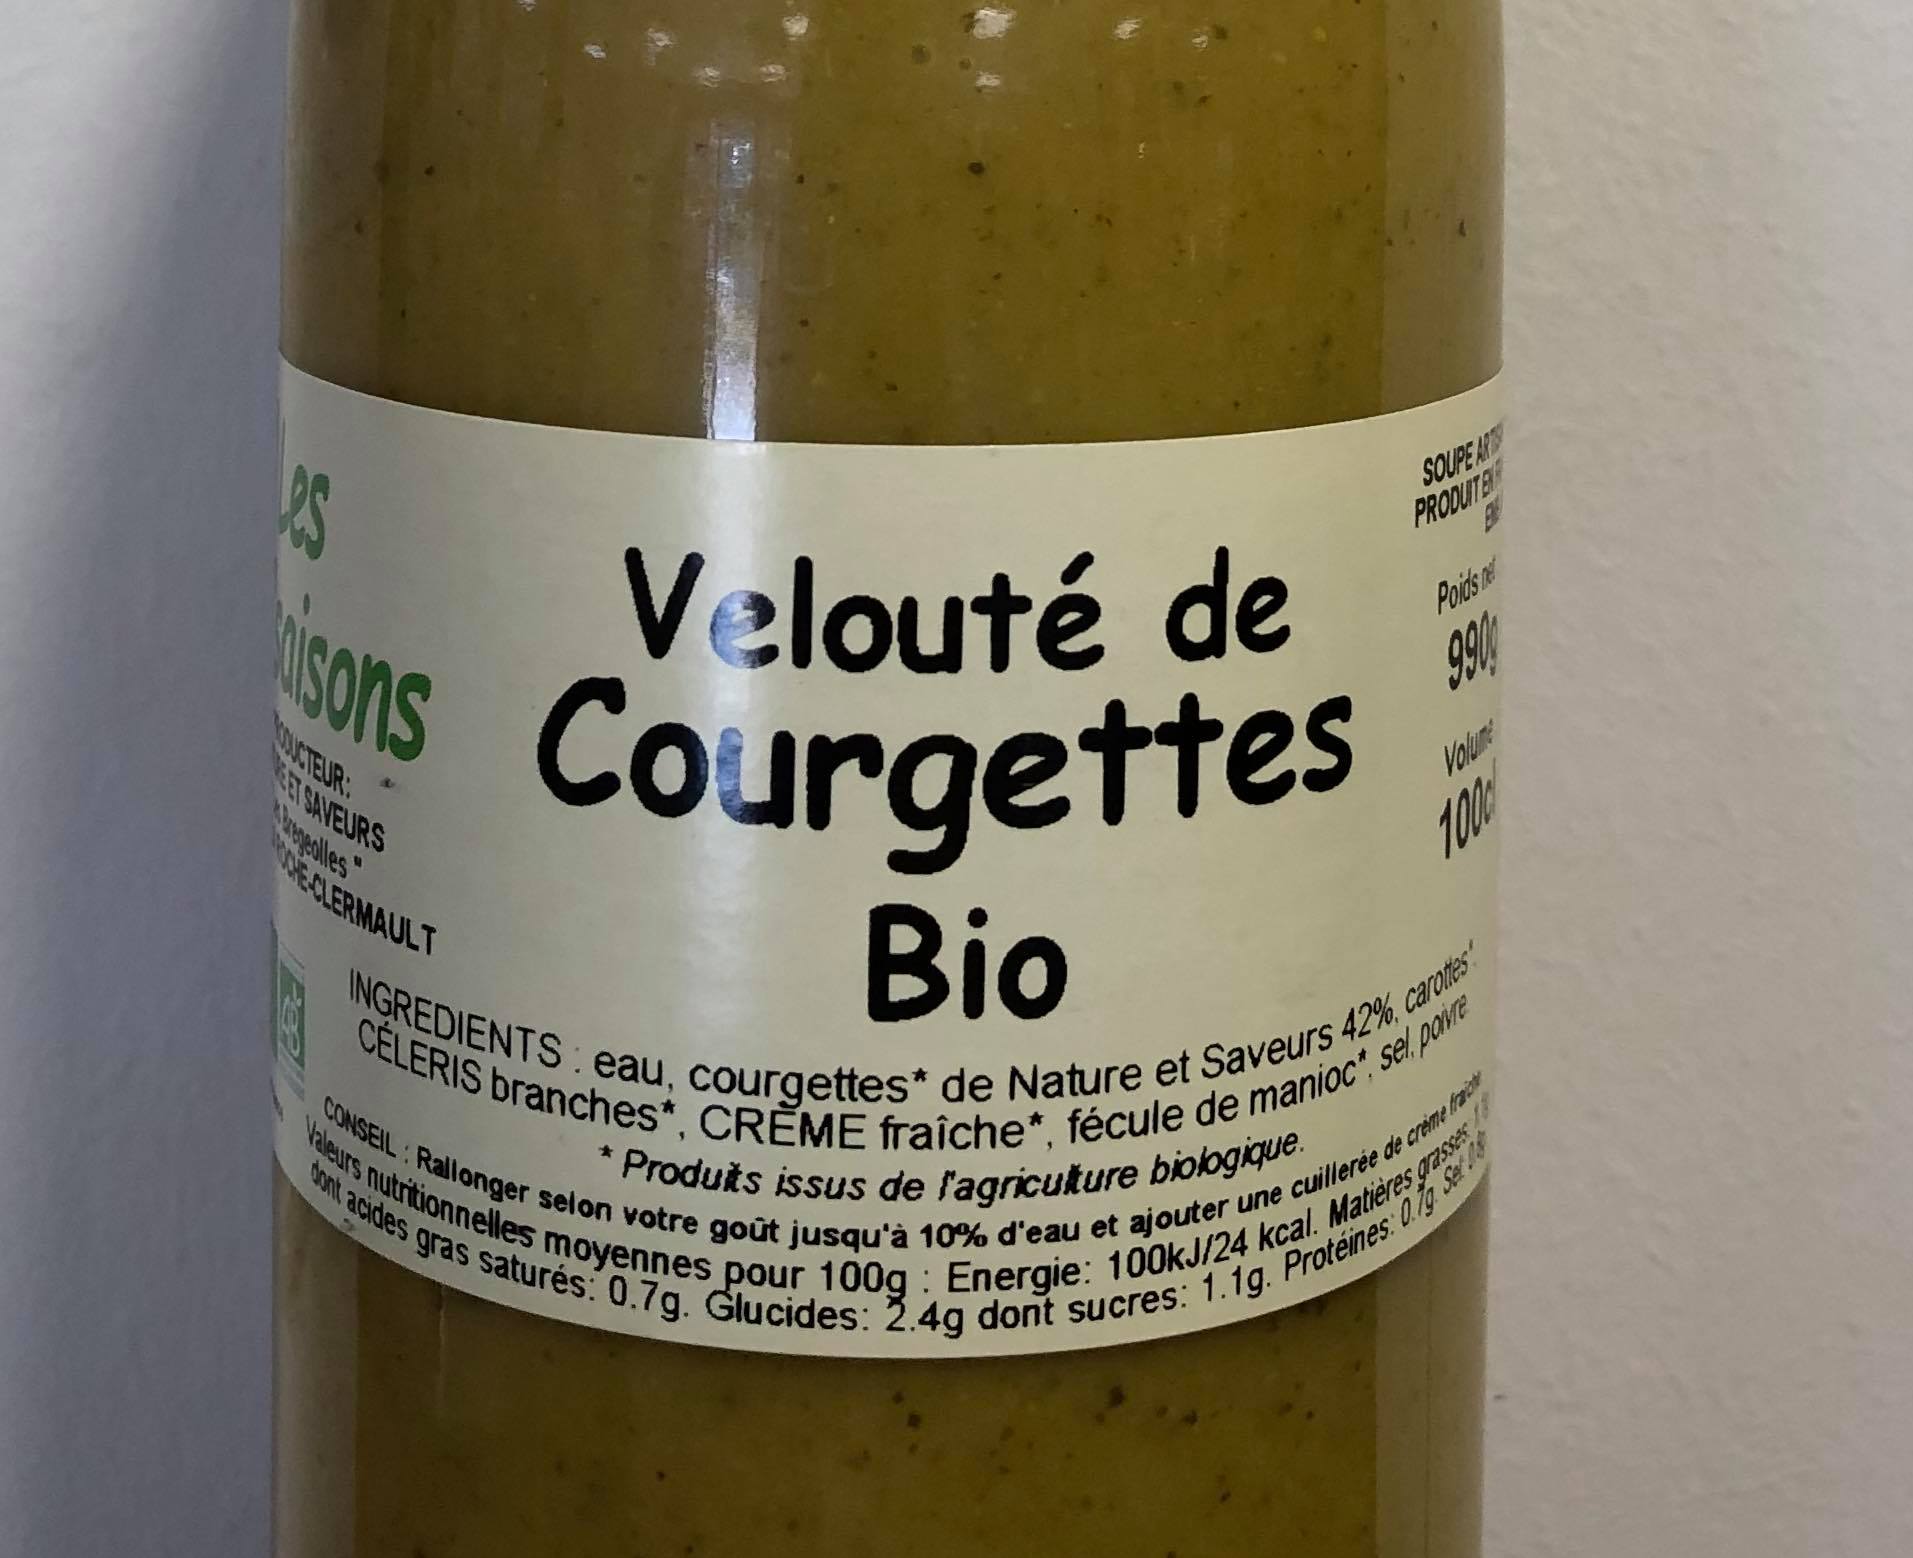 Les
saisons
PRODUCTEUR:
ET SAVEURS
Bregeolles "
ROCHE-CLERMAULT
AB
Velouté de
Courgettes
Bio
SOUPE
PRODUIT EN
Poids net
990g
Volume
100cl
INGREDIENTS : eau, courgettes* de Nature et Saveurs 42%, carottes*,
CÉLERIS branches*, CRÈME fraîche*, fécule de manioc*, sel, poivre.
* Produits issus de l'agriculture biologique.
CONSEIL : Rallonger selon votre goût jusqu'à 10% d'eau et ajouter une cuillerée de crème fraîche
Valeurs nutritionnelles moyennes pour 100g : Energie: 100kJ/24 kcal. Matières grasses:
dont acides gras saturés: 0.7g. Glucides: 2.4g dont sucres: 1.1g. Protéines: 0.7g. Sel: